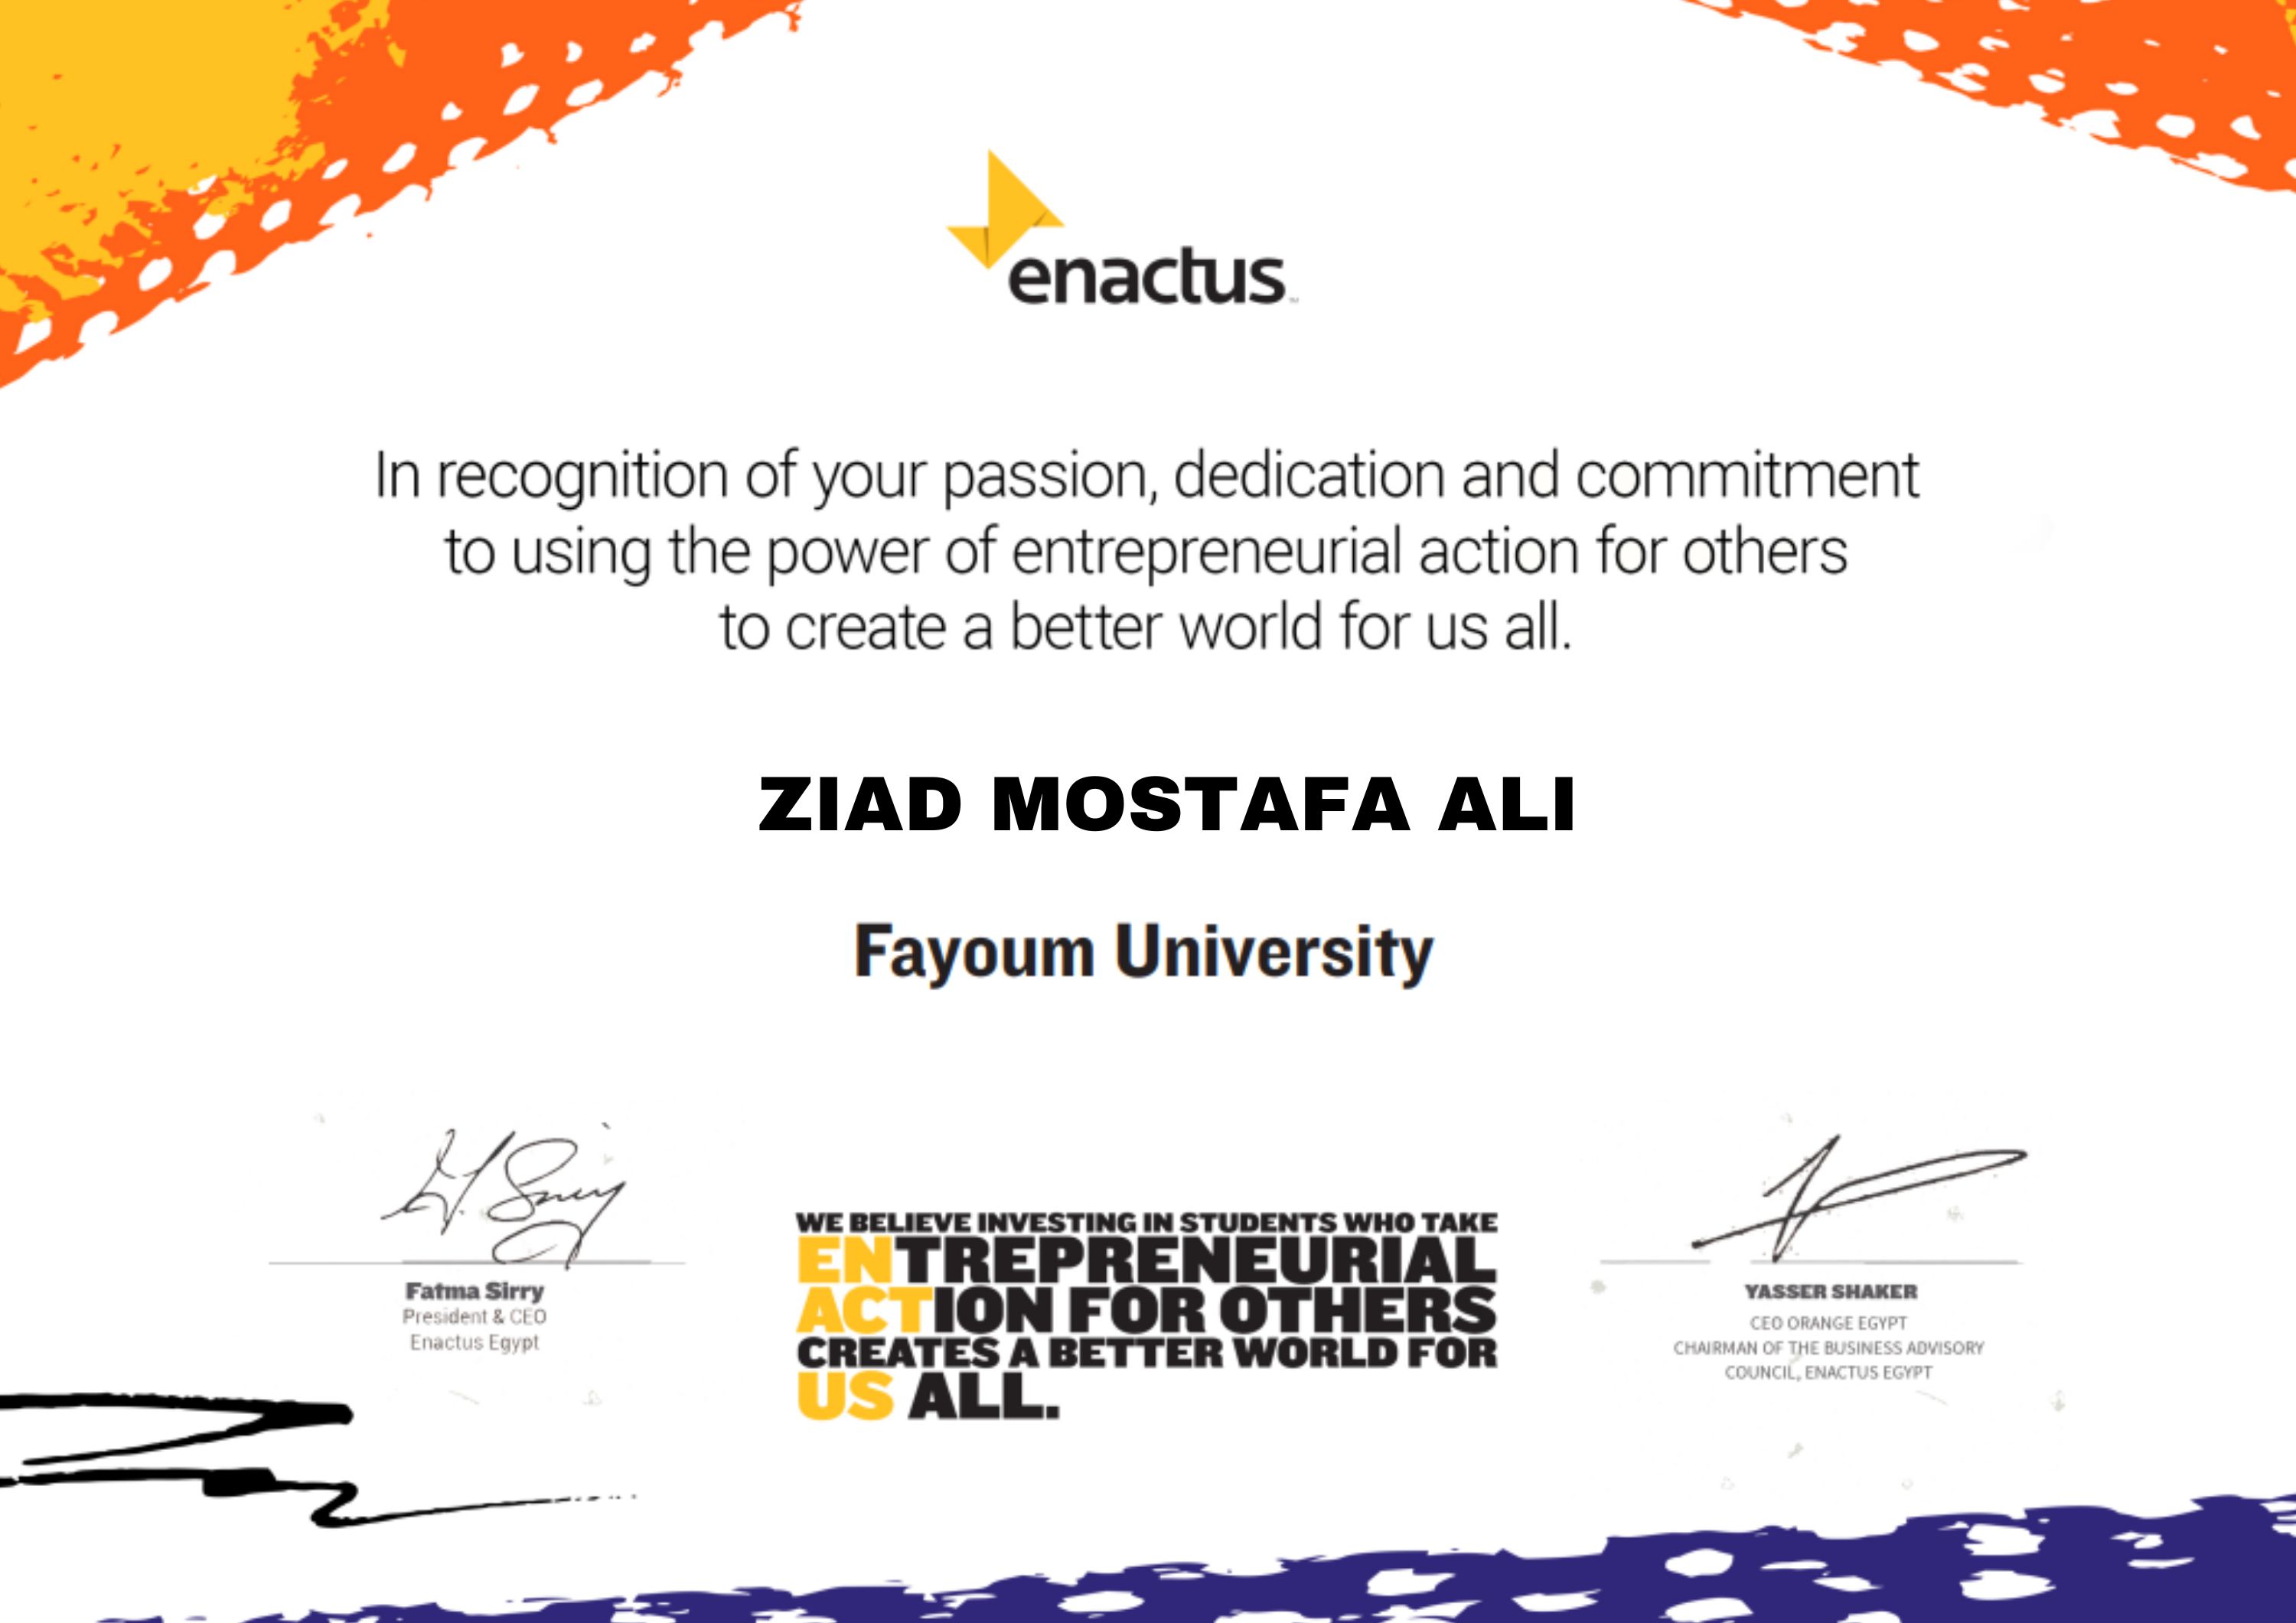 enactus
In recognition of your passion, dedication and commitment
to using the power of entrepreneurial action for others
to create a better world for us all.
ZIAD MOSTAFA ALI
Fayoum University
Fatma Sirry
President & CEO
Enactus Egypt
WE BELIEVE INVESTING IN STUDENTS WHO TAKE
ENTREPRENEURIAL
ACTION FOR OTHERS
CREATES A BETTER WORLD FOR
US ALL.
YASSER SHAKER
CEO ORANGE EGYPT
CHAIRMAN OF THE BUSINESS ADVISORY
COUNCIL, ENACTUS EGYPT